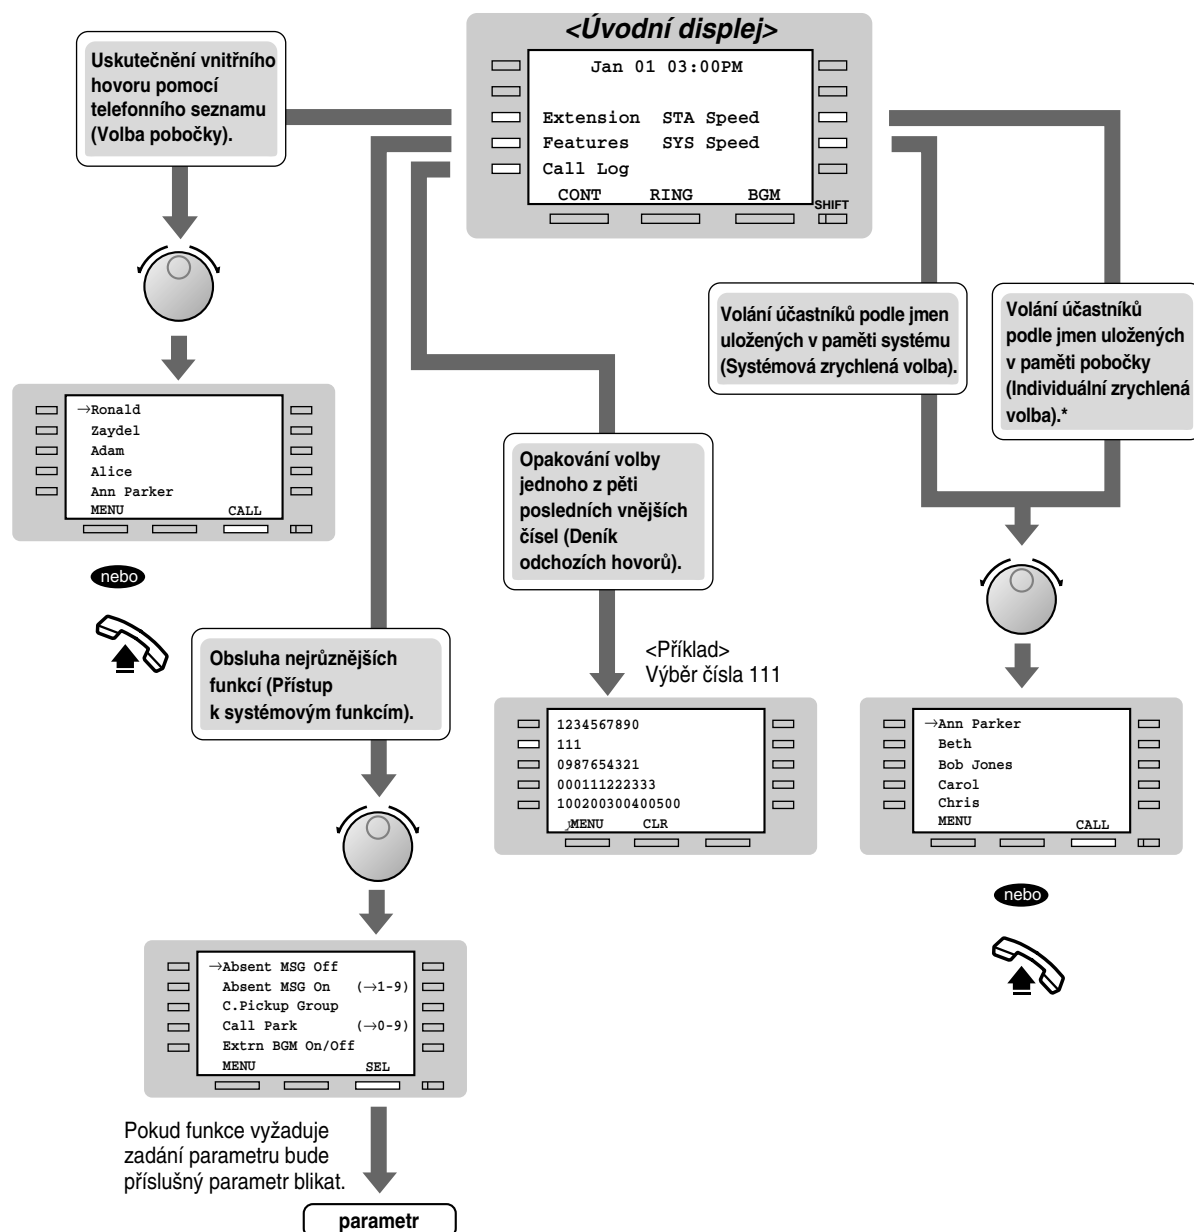 <Úvodní displej>
Jan 01 03:00PM
Extension STA Speed
Features SYS Speed
Call Log
CONT RING BGM
SHIFT
Uskutečnění vnitřního
hovoru pomocí
telefonního seznamu
(Volba pobočky).
→Ronald
Zaydel
Adam
Alice
Ann Parker
MENU CALL
nebo
Obsluha nejrůznějších
funkcí (Přístup
k systémovým funkcím).
→Absent MSG Off
Absent MSG On (→1-9)
C.Pickup Group
Call Park (→0-9)
Extrn BGM On/Off
MENU SEL
Pokud funkce vyžaduje
zadání parametru bude
příslušný parametr blikat.
parametr
Opakování volby
jednoho z pěti
posledních vnějších
čísel (Deník
odchozích hovorů).
<Příklad>
Výběr čísla 111
1234567890
111
0987654321
000111222333
100200300400500
MENU CLR
Volání účastníků podle jmen
uložených v paměti systému
(Systémová zrychlená volba).
Volání účastníků
podle jmen uložených
v paměti pobočky
(Individuální zrychlená
volba).*
→Ann Parker
Beth
Bob Jones
Carol
Chris
MENU CALL
nebo